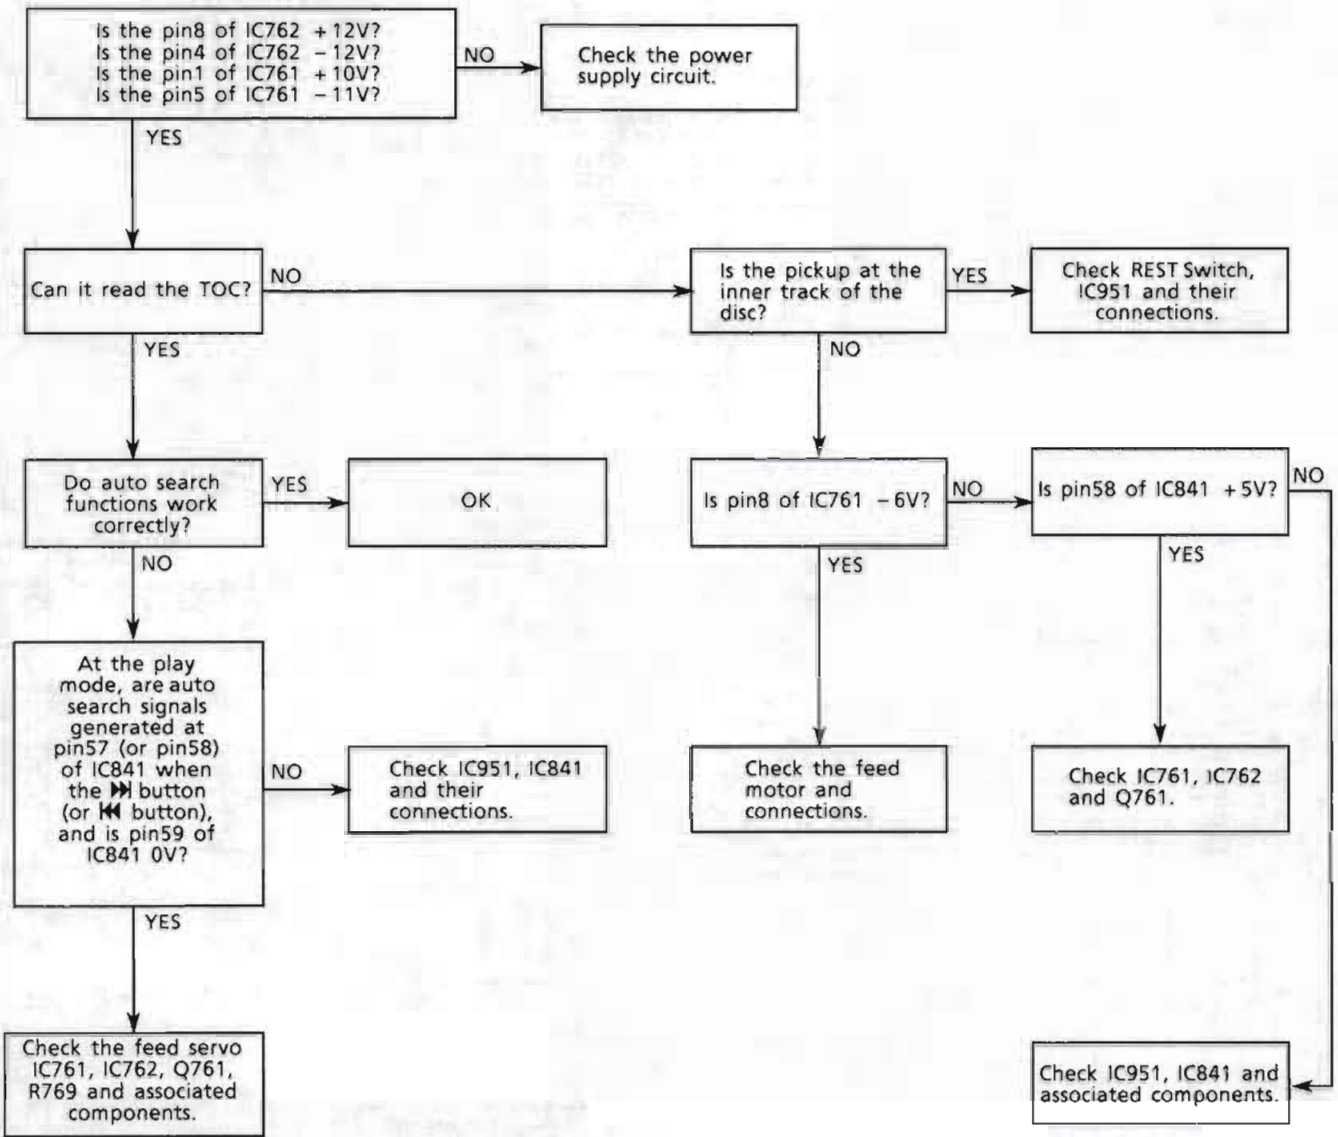 Is the pin8 of IC762 +12V?
Is the pin4 of IC762 −12V?
Is the pin1 of IC761 +10V?
Is the pin5 of IC761 −11V?
NO
Check the power
supply circuit.
YES
Can it read the TOC?
NO
Is the pickup at the
inner track of the
disc?
YES
Check REST Switch,
IC951 and their
connections.
YES
NO
Do auto search
functions work
correctly?
YES
OK
Is pin8 of IC761 −6V?
NO
Is pin58 of IC841 +5V?
NO
NO
YES
YES
At the play
mode, are auto
search signals
generated at
pin57 (or pin58)
of IC841 when
the ⏭ button
(or ⏮ button),
and is pin59 of
IC841 0V?
NO
Check IC951, IC841
and their
connections.
Check the feed
motor and
connections.
Check IC761, IC762
and Q761.
YES
Check the feed servo
IC761, IC762, Q761,
R769 and associated
components.
Check IC951, IC841 and
associated components.